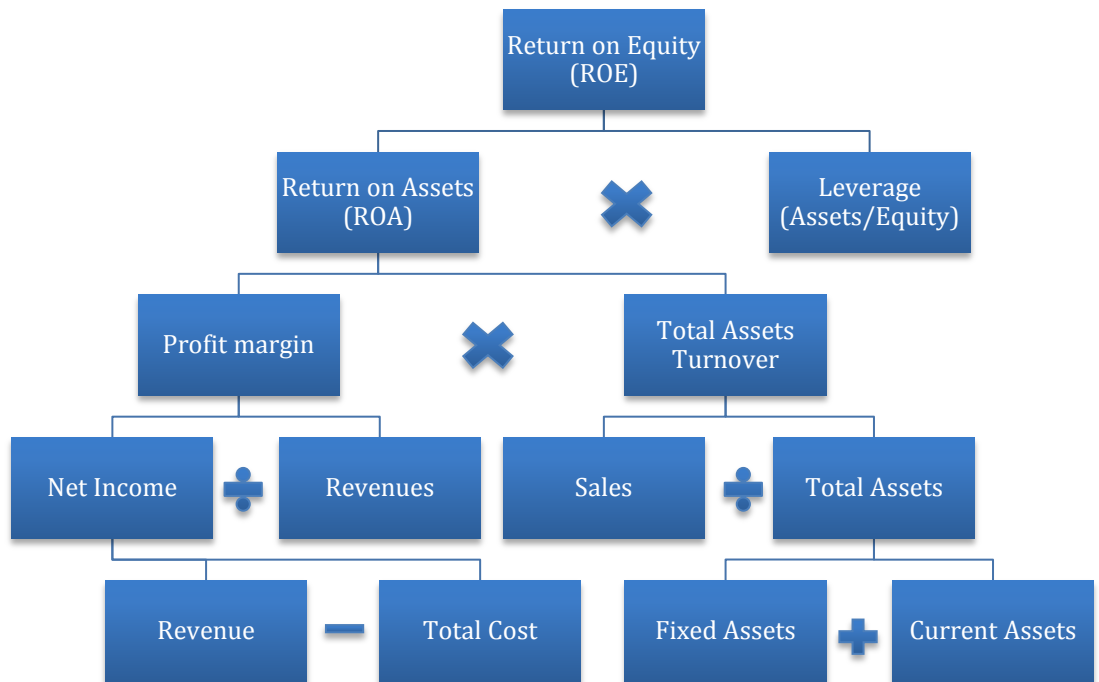 Return on Equity
(ROE)
Return on Assets
(ROA)
Leverage
(Assets/Equity)
Profit margin
Total Assets
Turnover
Net Income
Revenues
Sales
Total Assets
Revenue
Total Cost
Fixed Assets
Current Assets